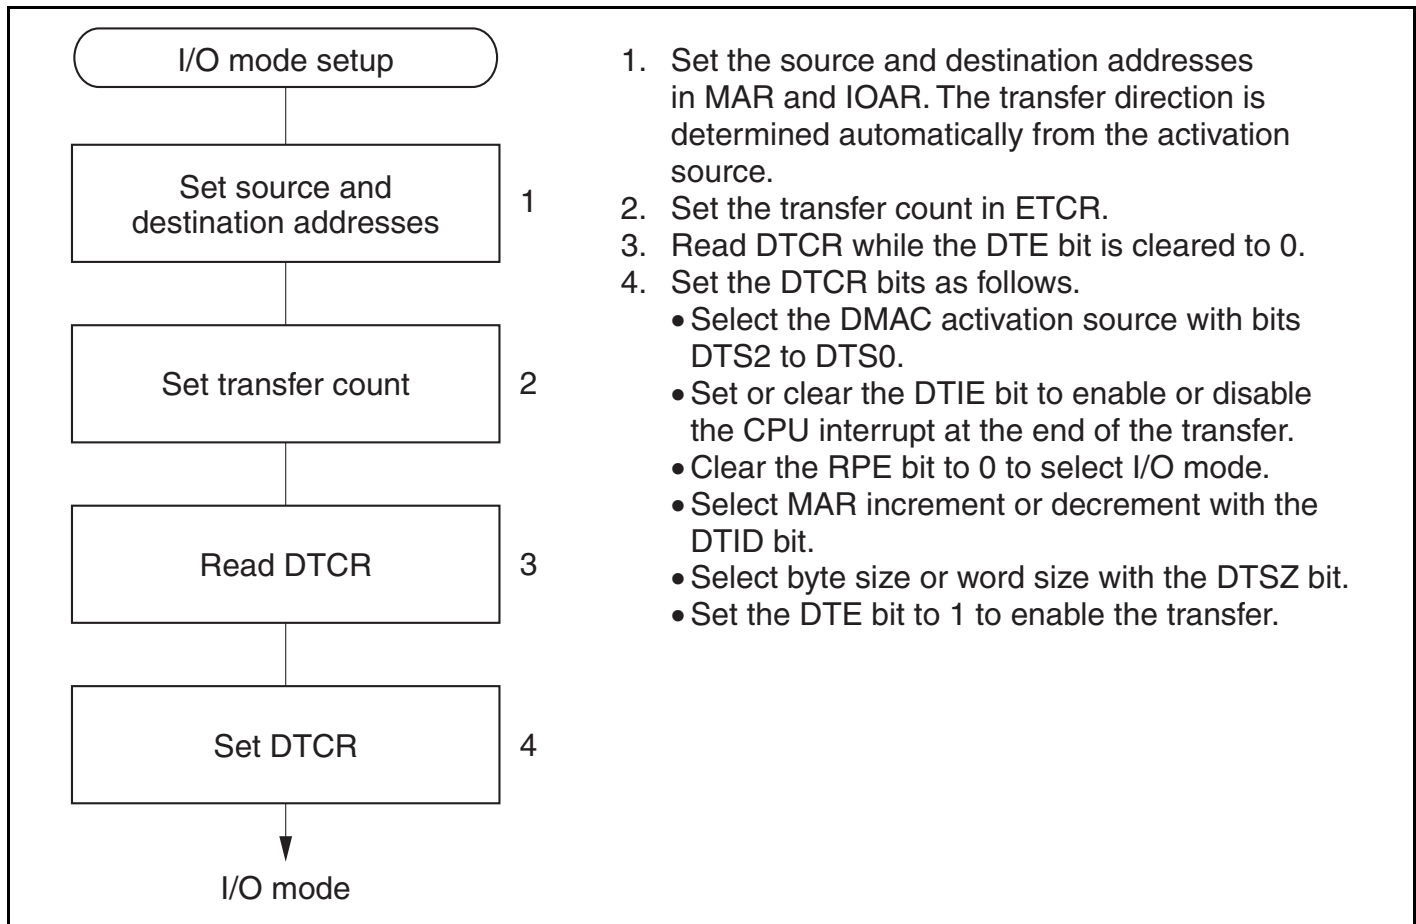 I/O mode setup
Set source and
destination addresses
1
Set transfer count
2
Read DTCR
3
Set DTCR
4
I/O mode
1. Set the source and destination addresses
in MAR and IOAR. The transfer direction is
determined automatically from the activation
source.
2. Set the transfer count in ETCR.
3. Read DTCR while the DTE bit is cleared to 0.
4. Set the DTCR bits as follows.
• Select the DMAC activation source with bits
DTS2 to DTS0.
• Set or clear the DTIE bit to enable or disable
the CPU interrupt at the end of the transfer.
• Clear the RPE bit to 0 to select I/O mode.
• Select MAR increment or decrement with the
DTID bit.
• Select byte size or word size with the DTSZ bit.
• Set the DTE bit to 1 to enable the transfer.